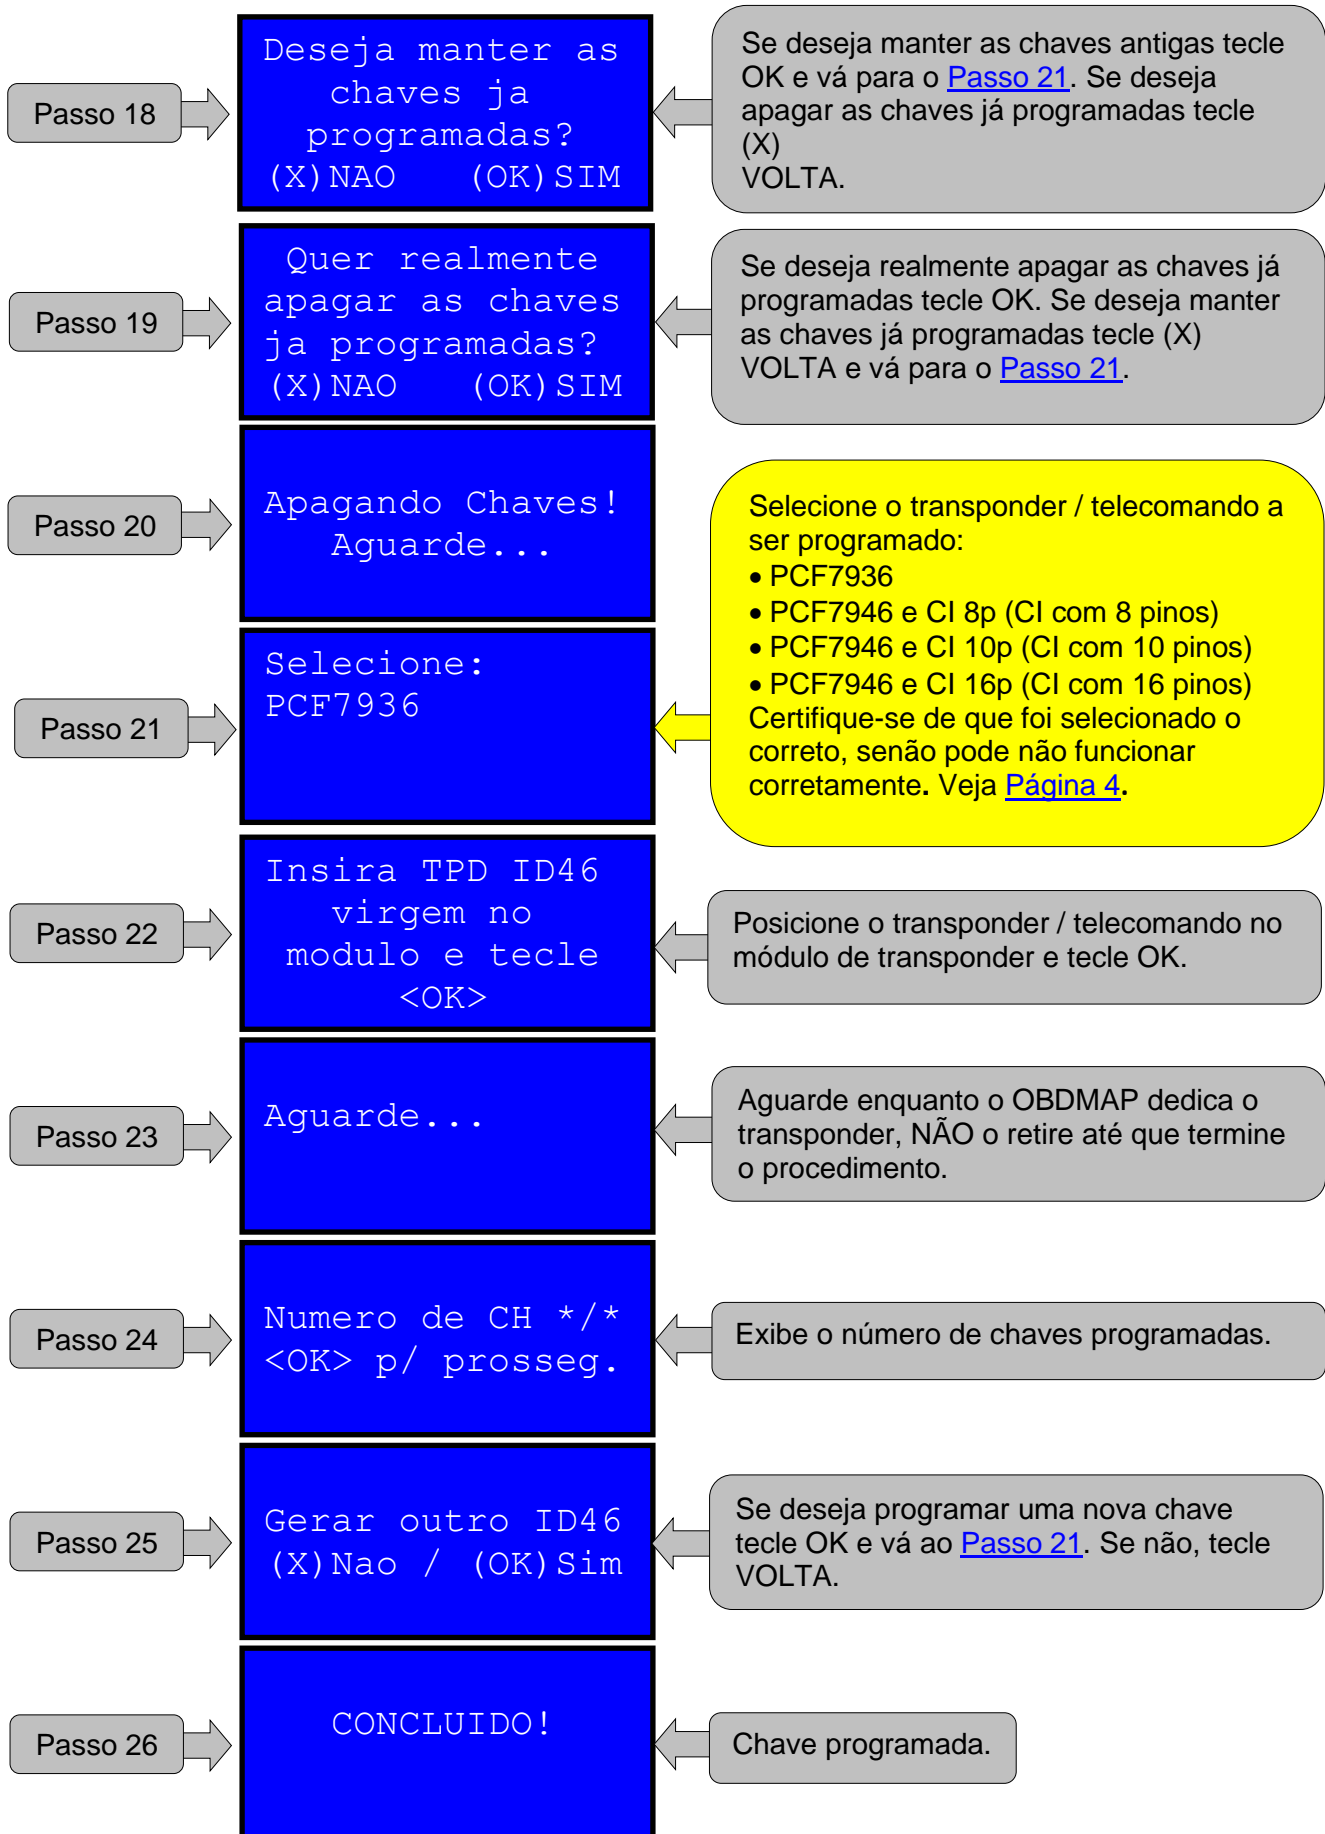 Passo 18
Deseja manter as
chaves ja
programadas?
(X)NAO (OK)SIM
Se deseja manter as chaves antigas tecle
OK e vá para o Passo 21. Se deseja
apagar as chaves já programadas tecle
(X)
VOLTA.
Passo 19
Quer realmente
apagar as chaves
ja programadas?
(X)NAO (OK)SIM
Se deseja realmente apagar as chaves já
programadas tecle OK. Se deseja manter
as chaves já programadas tecle (X)
VOLTA e vá para o Passo 21.
Passo 20
Apagando Chaves!
Aguarde...
Passo 21
Selecione:
PCF7936
Selecione o transponder / telecomando a
ser programado:
• PCF7936
• PCF7946 e CI 8p (CI com 8 pinos)
• PCF7946 e CI 10p (CI com 10 pinos)
• PCF7946 e CI 16p (CI com 16 pinos)
Certifique-se de que foi selecionado o
correto, senão pode não funcionar
corretamente. Veja Página 4.
Passo 22
Insira TPD ID46
virgem no
modulo e tecle
<OK>
Posicione o transponder / telecomando no
módulo de transponder e tecle OK.
Passo 23
Aguarde...
Aguarde enquanto o OBDMAP dedica o
transponder, NÃO o retire até que termine
o procedimento.
Passo 24
Numero de CH */*
<OK> p/ prosseg.
Exibe o número de chaves programadas.
Passo 25
Gerar outro ID46
(X)Nao / (OK)Sim
Se deseja programar uma nova chave
tecle OK e vá ao Passo 21. Se não, tecle
VOLTA.
Passo 26
CONCLUIDO!
Chave programada.